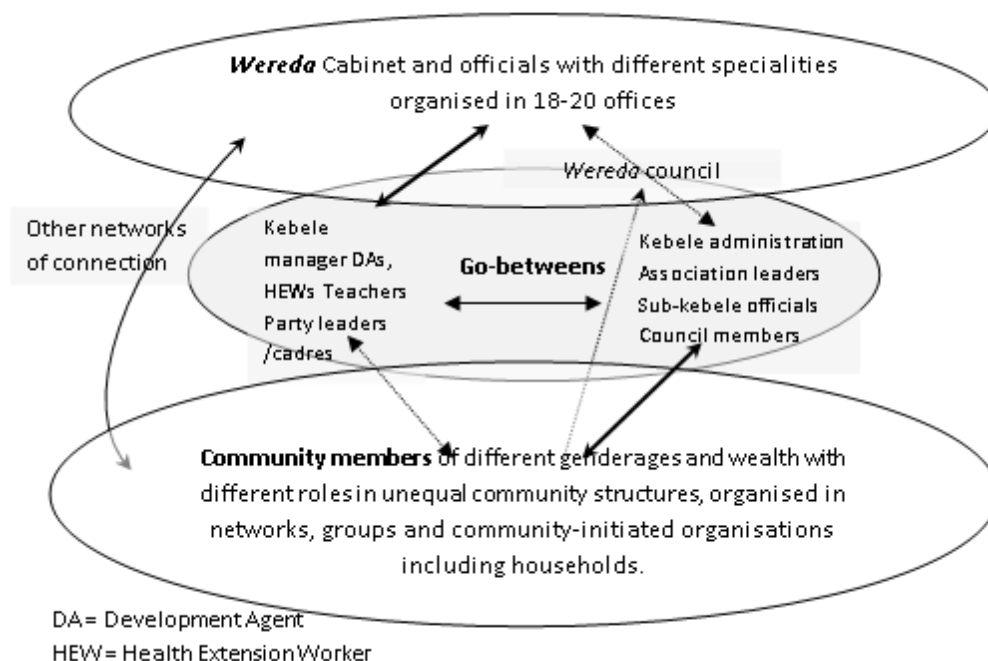 Wereda Cabinet and officials with different specialities
organised in 18-20 offices
Wereda council
Other networks
of connection
Kebele
manager DAs,
HEWs Teachers
Party leaders
/cadres
Go-betweens
Kebele administration
Association leaders
Sub-kebele officials
Council members
Community members of different genderages and wealth with
different roles in unequal community structures, organised in
networks, groups and community-initiated organisations
including households.
DA= Development Agent
HEW= Health Extension Worker